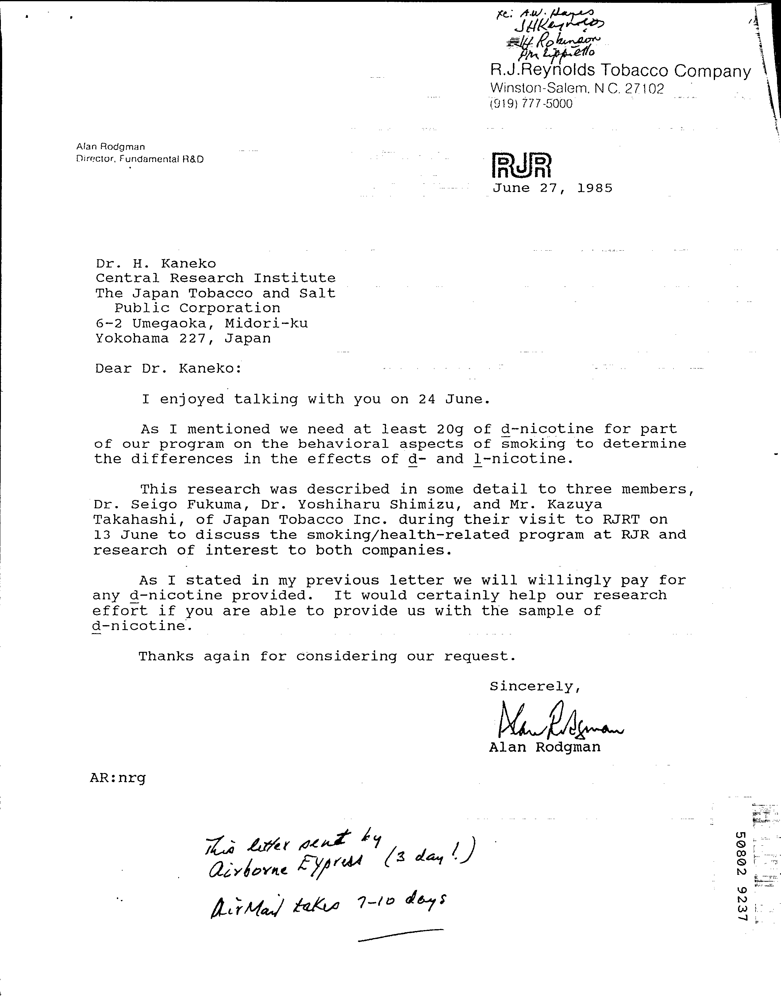 xc: A.W. Hayes
JHReynolds
JH Robinson
PM Lippiello
R.J.Reynolds Tobacco Company
Winston-Salem, N C. 27102
(919) 777-5000
Alan Rodgman
Director, Fundamental R&D
RJR
June 27, 1985
Dr. H. Kaneko
Central Research Institute
The Japan Tobacco and Salt
Public Corporation
6-2 Umegaoka, Midori-ku
Yokohama 227, Japan
Dear Dr. Kaneko:
I enjoyed talking with you on 24 June.
As I mentioned we need at least 20g of d-nicotine for part
of our program on the behavioral aspects of smoking to determine
the differences in the effects of d- and l-nicotine.
This research was described in some detail to three members,
Dr. Seigo Fukuma, Dr. Yoshiharu Shimizu, and Mr. Kazuya
Takahashi, of Japan Tobacco Inc. during their visit to RJRT on
13 June to discuss the smoking/health-related program at RJR and
research of interest to both companies.
As I stated in my previous letter we will willingly pay for
any d-nicotine provided. It would certainly help our research
effort if you are able to provide us with the sample of
d-nicotine.
Thanks again for considering our request.
Sincerely,
Alan Rodgman
Alan Rodgman
AR:nrg
This letter sent by
Airborne Express (3 day!)
Air Mail takes 7-10 days
50802 9237